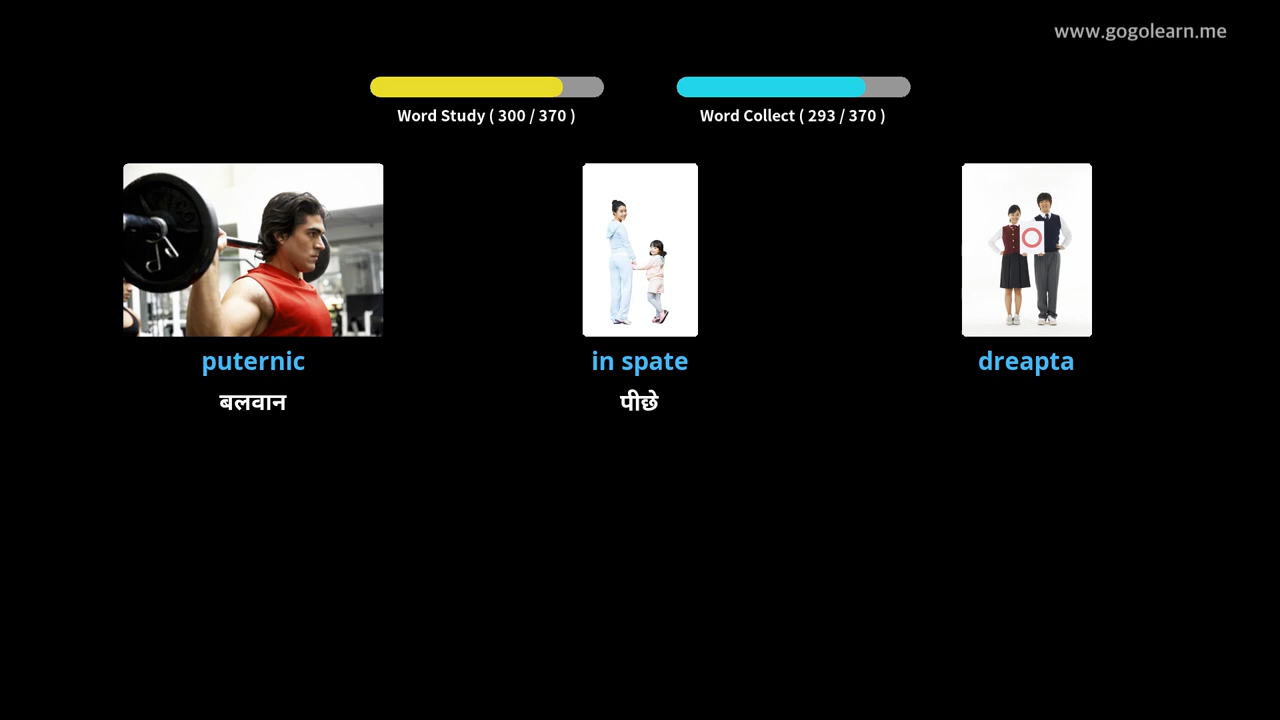 www.gogolearn.me
Word Study ( 300 / 370 )
Word Collect ( 293 / 370 )
puternic
in spate
dreapta
बलवान
पीछे